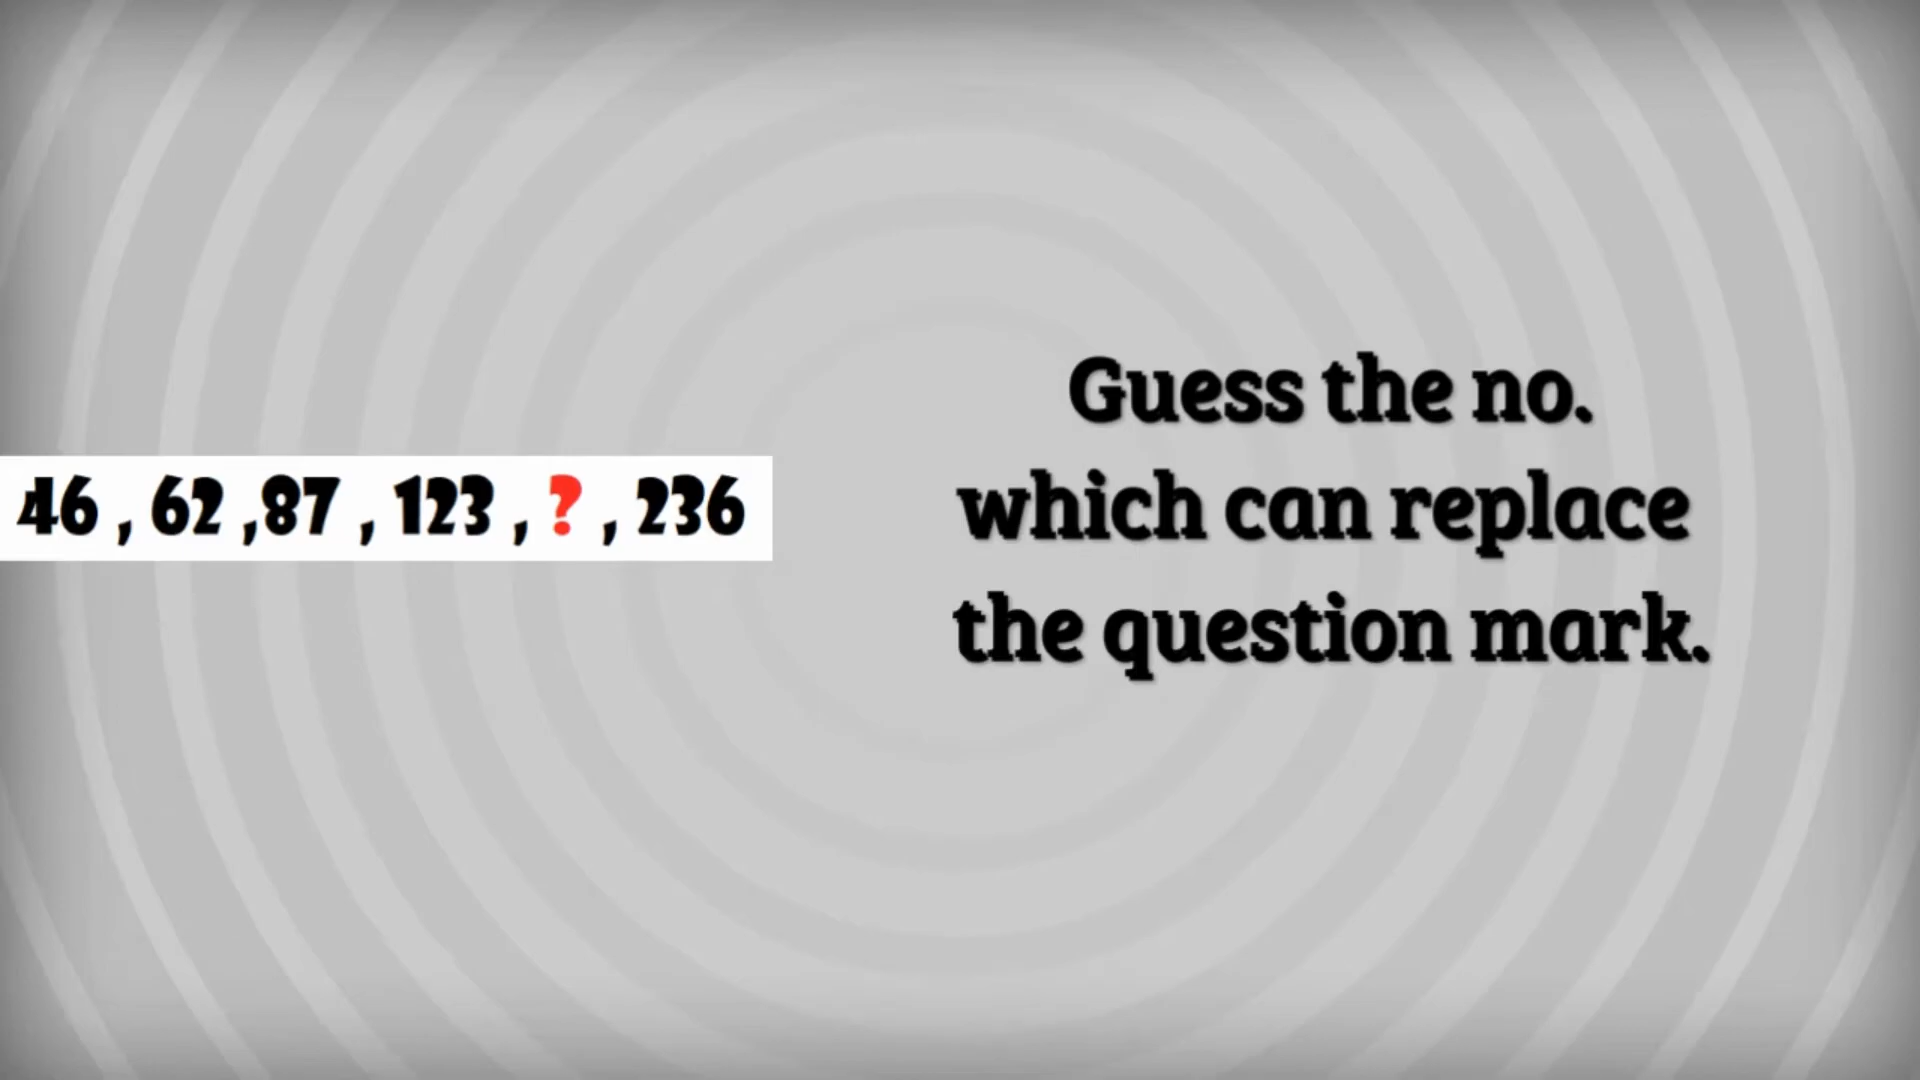 46 , 62 ,87 , 123 , ? , 236
Guess the no.
which can replace
the question mark.